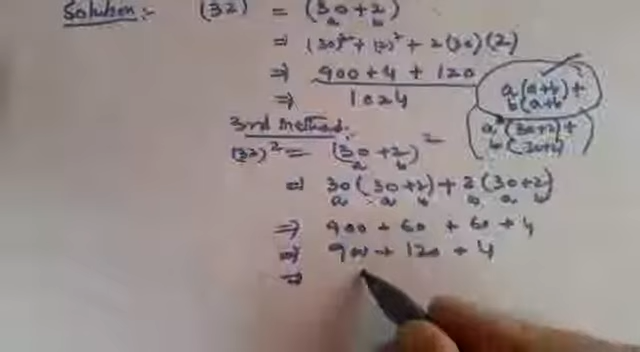 Solution:- (32) = (30+2)
a b
⇒ (30)² + (2)² + 2(30)(2)
⇒ 900 + 4 + 120
⇒ 1024
a(a+b)+
b(a+b)
a(30+2)+
b(30+2)
3rd method:-
(32)² = (30+2)²
a b
⇒ 30(30+2)+2(30+2)
a a b b a b
⇒ 900 + 60 + 60 + 4
⇒ 900 + 120 + 4
⇒